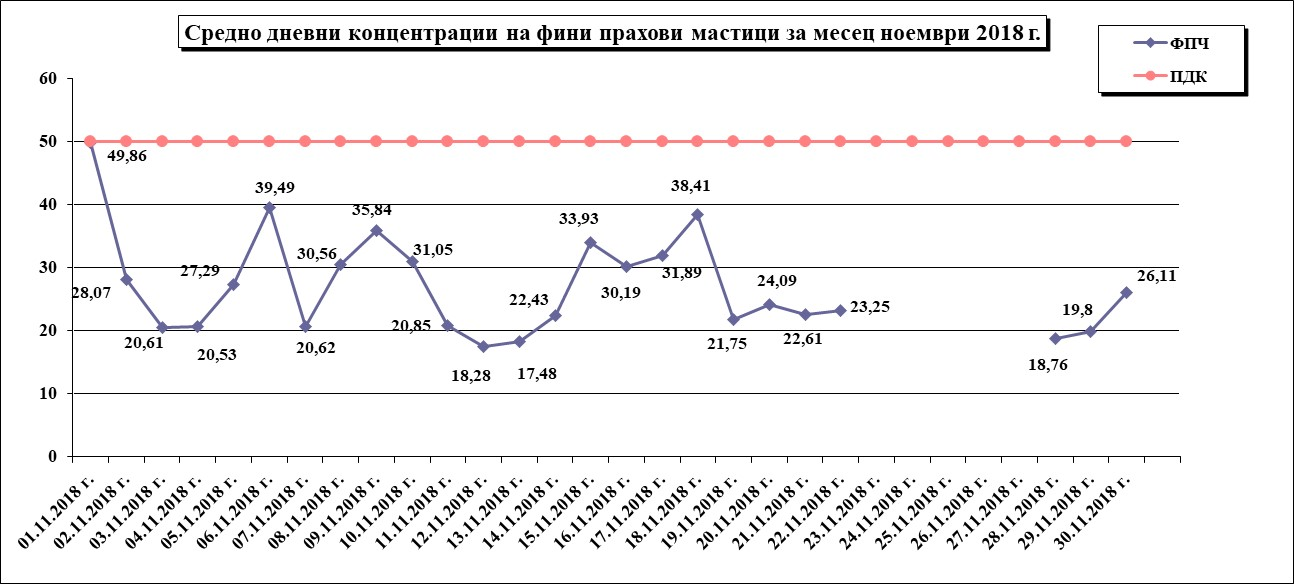 Средно дневни концентрации на фини прахови мастици за месец ноември 2018 г.
ФПЧ
ПДК
60
50
40
30
20
10
0
49,86
28,07
20,61
20,53
27,29
39,49
20,62
30,56
35,84
31,05
20,85
18,28
17,48
22,43
33,93
30,19
31,89
38,41
21,75
24,09
22,61
23,25
18,76
19,8
26,11
01.11.2018 г.
02.11.2018 г.
03.11.2018 г.
04.11.2018 г.
05.11.2018 г.
06.11.2018 г.
07.11.2018 г.
08.11.2018 г.
09.11.2018 г.
10.11.2018 г.
11.11.2018 г.
12.11.2018 г.
13.11.2018 г.
14.11.2018 г.
15.11.2018 г.
16.11.2018 г.
17.11.2018 г.
18.11.2018 г.
19.11.2018 г.
20.11.2018 г.
21.11.2018 г.
22.11.2018 г.
23.11.2018 г.
24.11.2018 г.
25.11.2018 г.
26.11.2018 г.
27.11.2018 г.
28.11.2018 г.
29.11.2018 г.
30.11.2018 г.